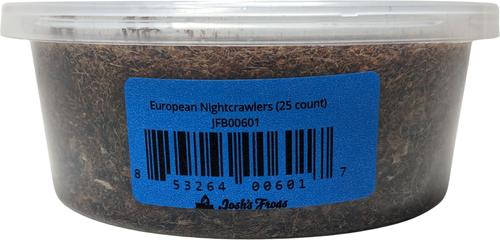 European Nightcrawlers (25 count)
JFB00601
8 53264 00601 7
Josh's Frogs